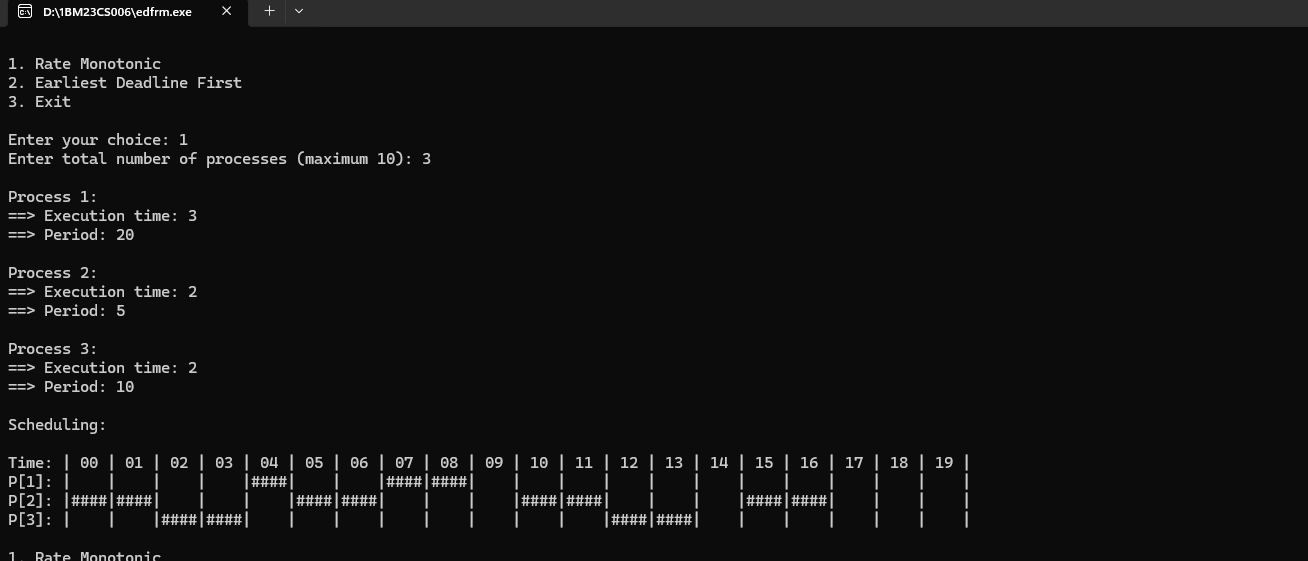 D:\1BM23CS006\edfrm.exe
1. Rate Monotonic
2. Earliest Deadline First
3. Exit
Enter your choice: 1
Enter total number of processes (maximum 10): 3
Process 1:
==> Execution time: 3
==> Period: 20
Process 2:
==> Execution time: 2
==> Period: 5
Process 3:
==> Execution time: 2
==> Period: 10
Scheduling:
Time: | 00 | 01 | 02 | 03 | 04 | 05 | 06 | 07 | 08 | 09 | 10 | 11 | 12 | 13 | 14 | 15 | 16 | 17 | 18 | 19 |
P[1]: |    |    |    |    |####|    |    |####|####|    |    |    |    |    |    |    |    |    |    |    |
P[2]: |####|####|    |    |    |####|####|    |    |    |####|####|    |    |    |####|####|    |    |    |
P[3]: |    |    |####|####|    |    |    |    |    |    |    |    |####|####|    |    |    |    |    |    |
1. Rate Monotonic